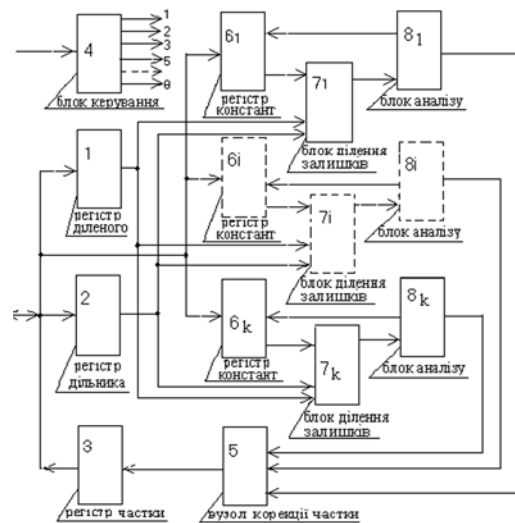 4
1
2
3
5
9
блок керування
6₁
регістр
констант
7₁
блок ділення
залишків
8₁
блок аналізу
1
регістр
діленого
6i
регістр
констант
7i
блок ділення
залишків
8i
блок аналізу
2
регістр
дільника
6k
регістр
констант
7k
блок ділення
залишків
8k
блок аналізу
3
регістр частки
5
вузол корекції частки